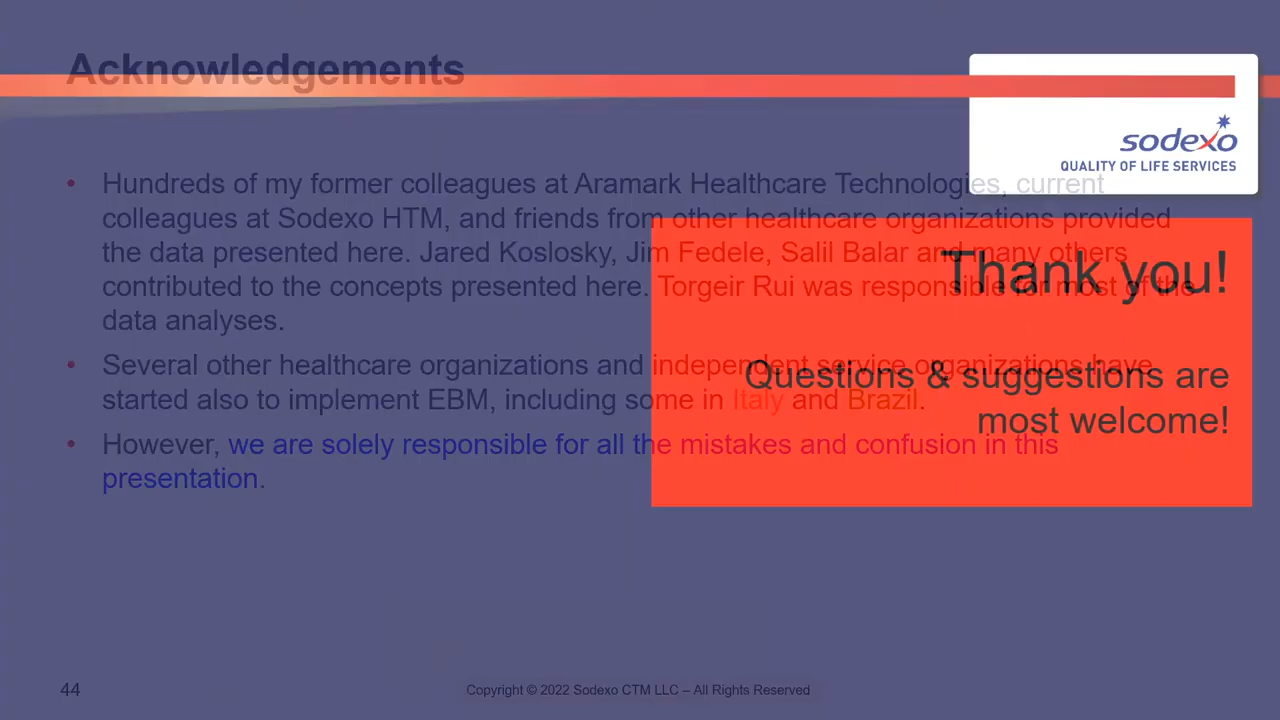 Acknowledgements
sodexo
QUALITY OF LIFE SERVICES
• Hundreds of my former colleagues at Aramark Healthcare Technologies, current
colleagues at Sodexo HTM, and friends from other healthcare organizations provided
the data presented here. Jared Koslosky, Jim Fedele, Salil Balar and many others
contributed to the concepts presented here. Torgeir Rui was responsible for most of the
data analyses.
• Several other healthcare organizations and independent service organizations have
started also to implement EBM, including some in Italy and Brazil.
• However, we are solely responsible for all the mistakes and confusion in this
presentation.
Thank you!
Questions & suggestions are
most welcome!
44
Copyright © 2022 Sodexo CTM LLC – All Rights Reserved